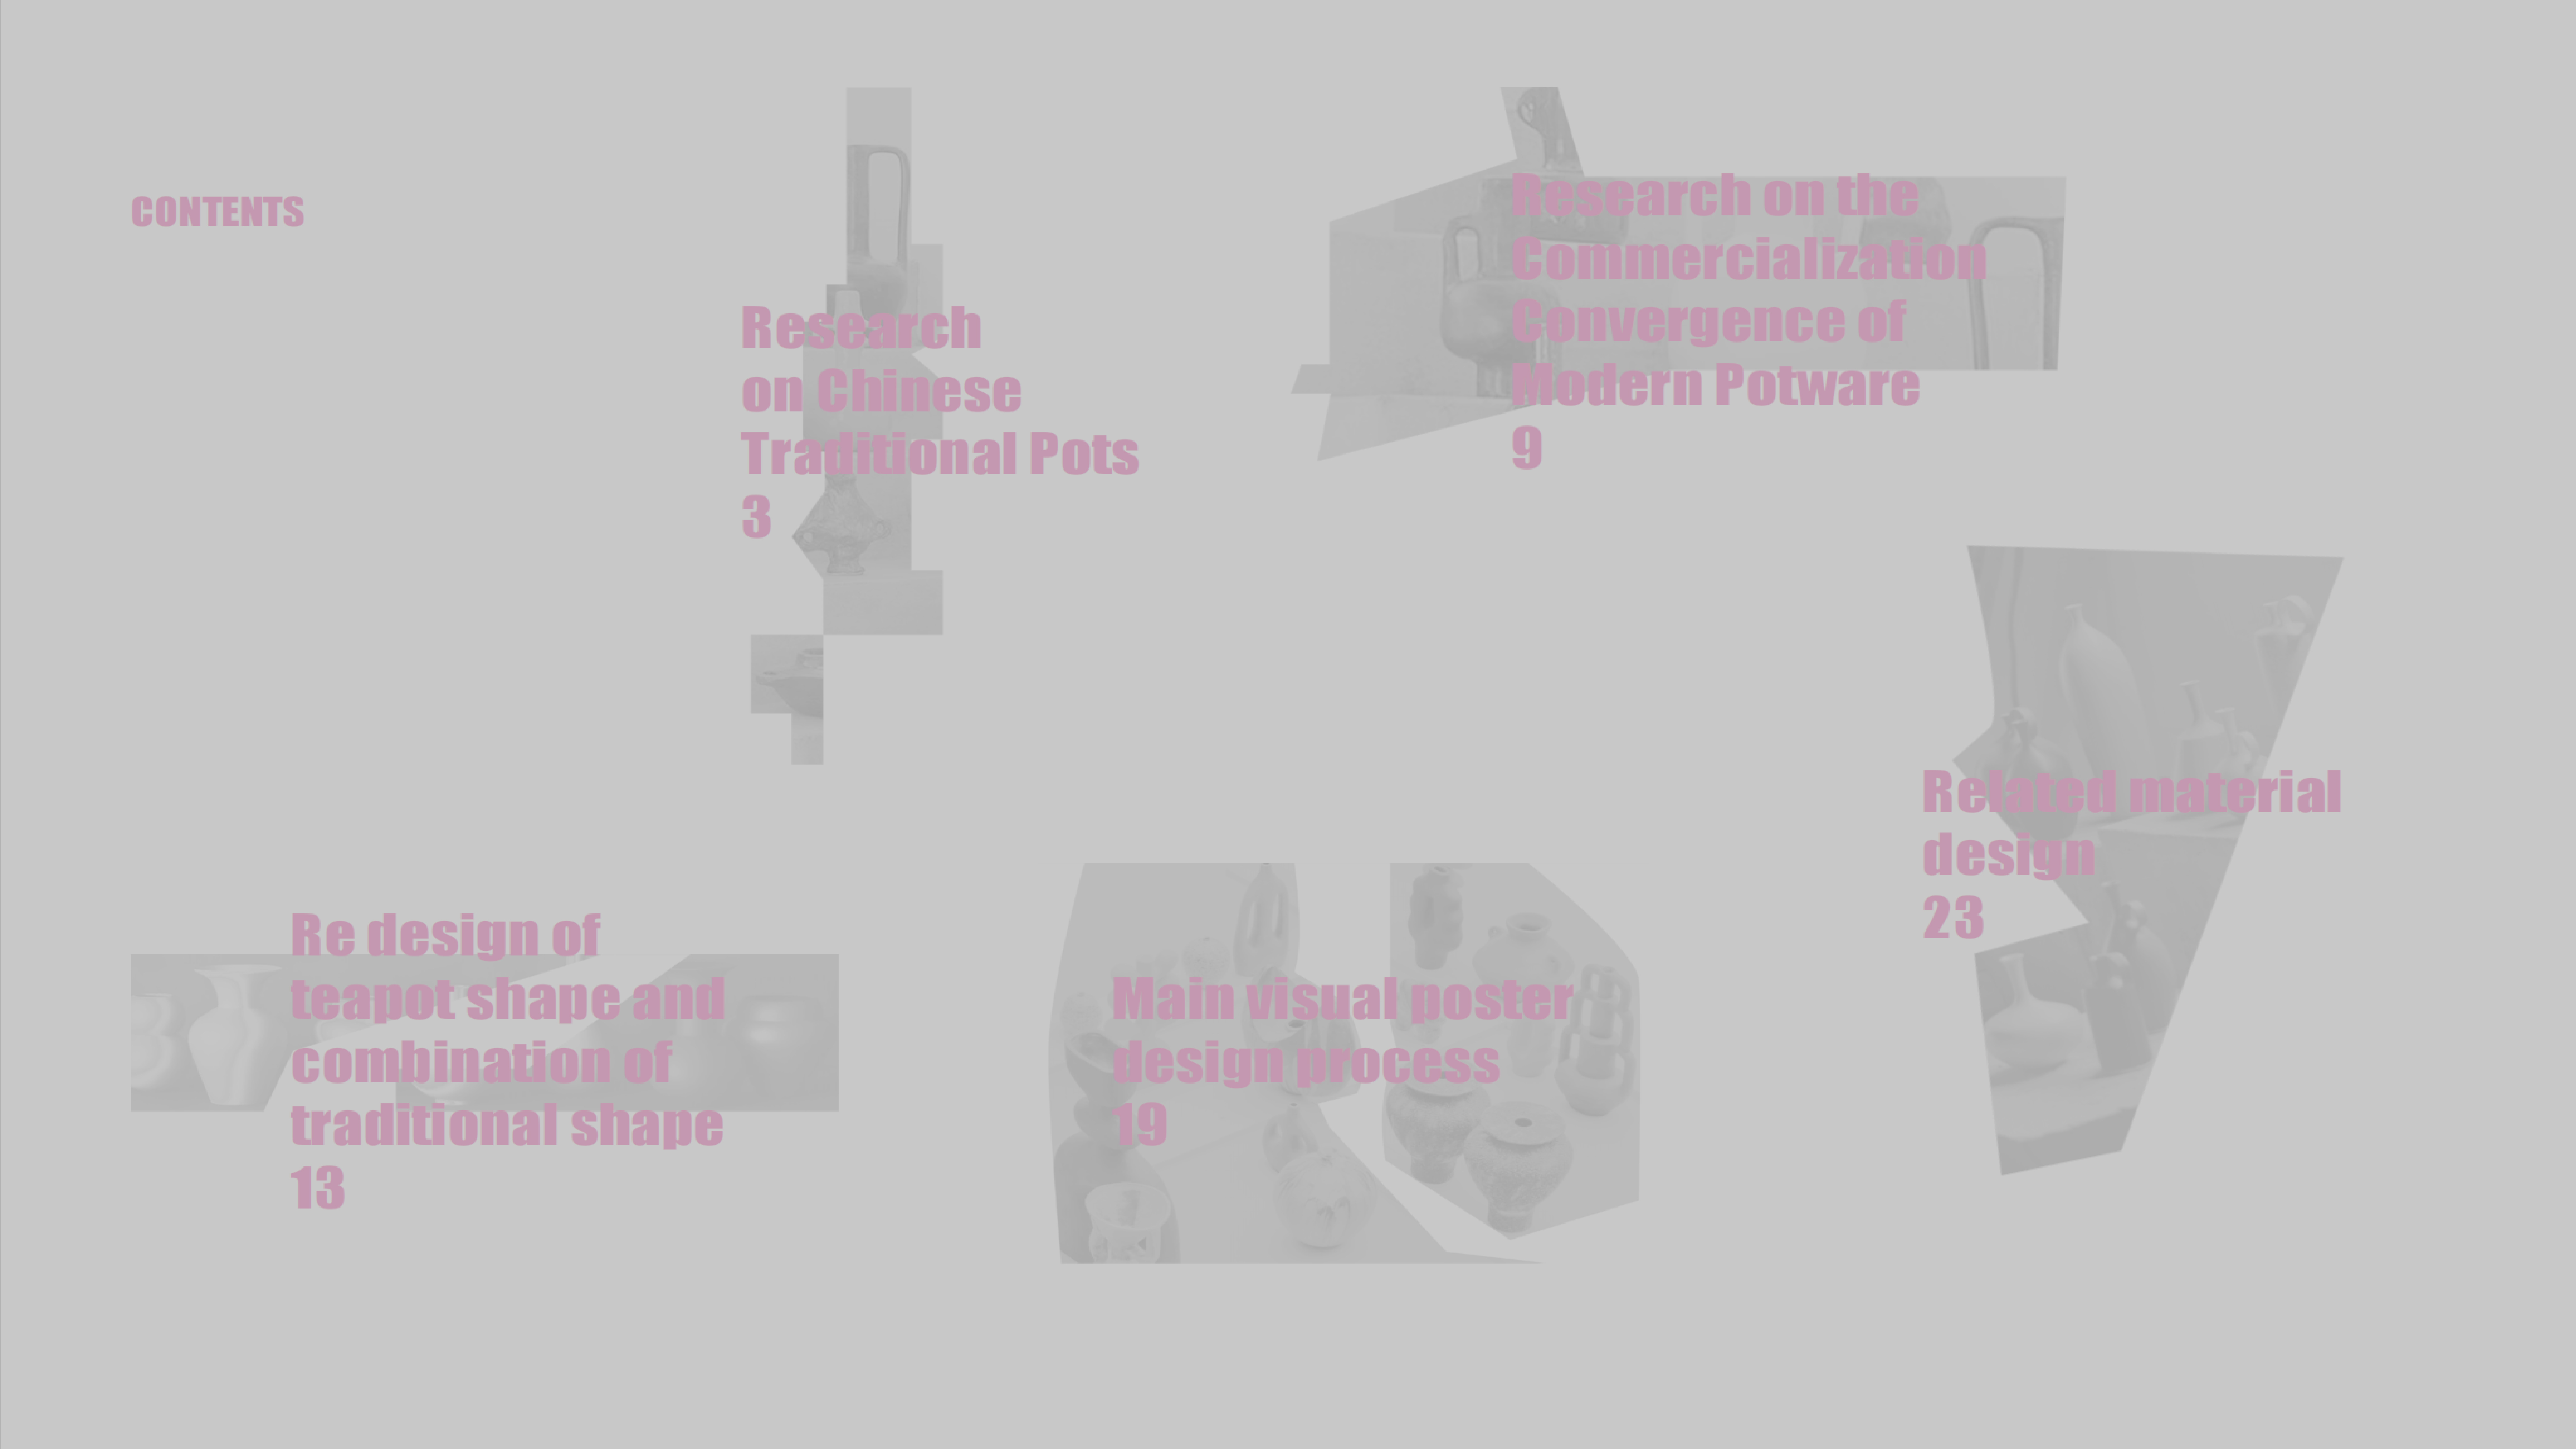 CONTENTS
Research
on Chinese
Traditional Pots
3
Research on the
Commercialization
Convergence of
Modern Potware
9
Re design of
teapot shape and
combination of
traditional shape
13
Main visual poster
design process
19
Related material
design
23